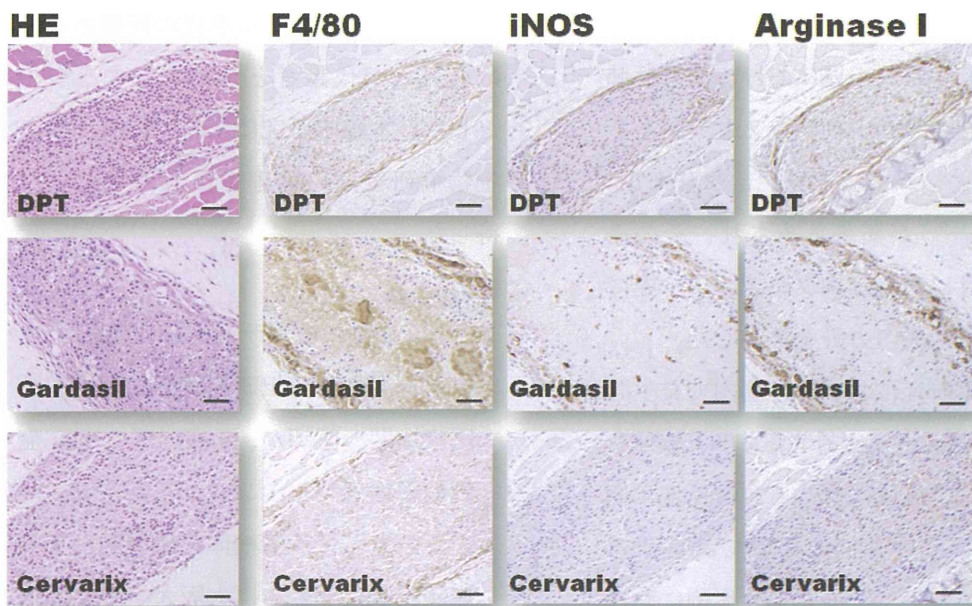 HE F4/80 iNOS Arginase I
DPT DPT DPT DPT
Gardasil Gardasil Gardasil Gardasil
Cervarix Cervarix Cervarix Cervarix